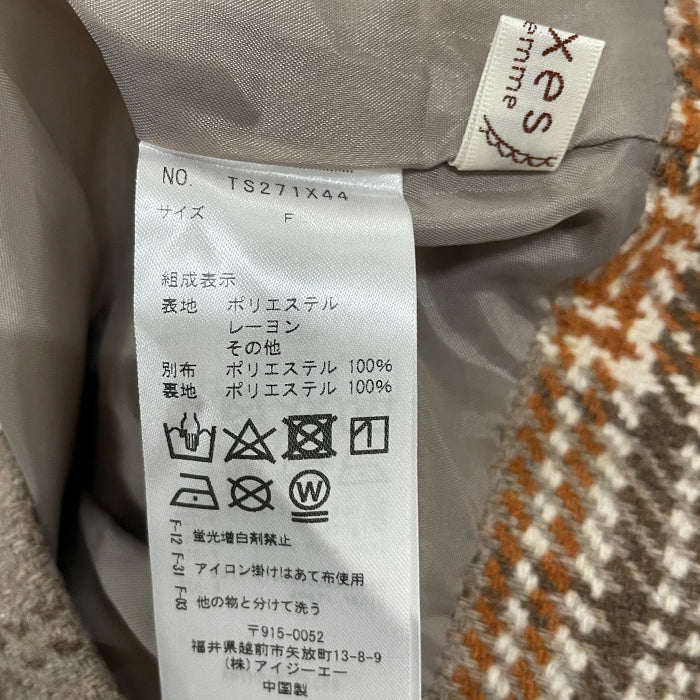 xes
emme
NO. TS271X44
サイズ F
組成表示
表地 ポリエステル
レーヨン
その他
別布 ポリエステル 100%
裏地 ポリエステル 100%
W
F-12 蛍光増白剤禁止
F-31 アイロン掛けはあて布使用
F-03 他の物と分けて洗う
〒915-0052
福井県越前市矢放町13-8-9
(株)アイジーエー
中国製